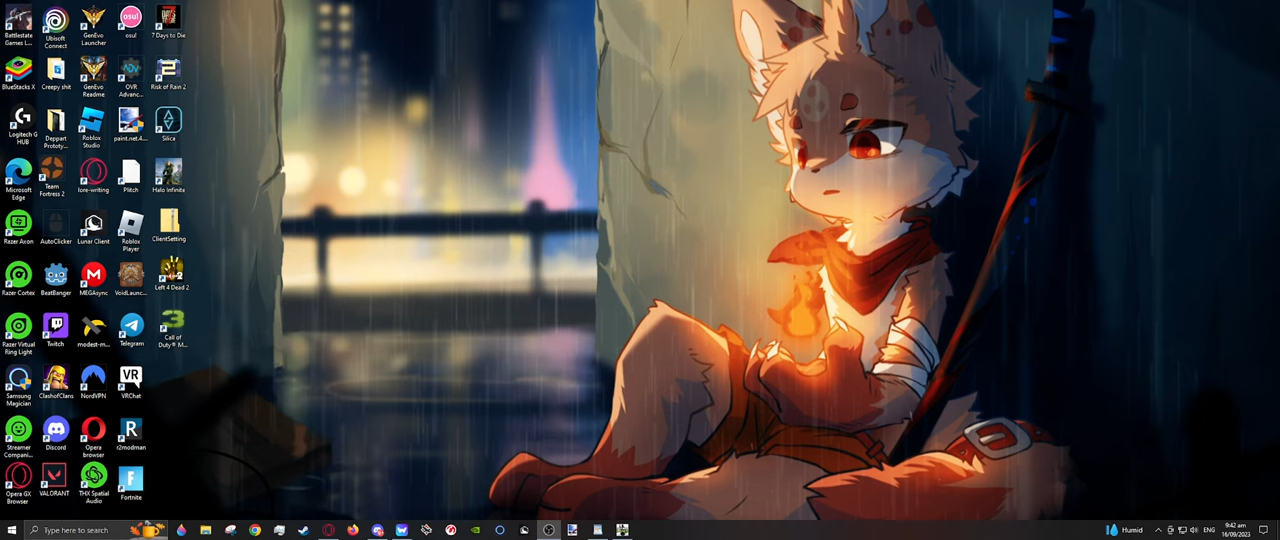 Battlestate
Games L...
Ubisoft
Connect
GenEvo
Launcher
osu!
osu!
7 Days to Die
BlueStacks X
Creepy shit
GenEvo
Readme
OVR
Advanc...
Risk of Rain 2
Logitech G
HUB
Deppart
Prototy...
Roblox
Studio
paint.net.4....
Silica
Microsoft
Edge
Team
Fortress 2
lore-writing
Plitch
Halo Infinite
Razer Axon
AutoClicker
Lunar Client
Roblox
Player
ClientSetting
Razer Cortex
BeatBanger
MEGAsync
VoidLaunc...
Left 4 Dead 2
Razer Virtual
Ring Light
Twitch
modest-m...
Telegram
Call of
Duty® M...
Samsung
Magician
ClashofClans
NordVPN
VR
VRChat
Streamer
Compani...
Discord
Opera
browser
R
r2modman
Opera GX
Browser
VALORANT
THX Spatial
Audio
Fortnite
Type here to search
Humid
ENG
9:42 am
16/09/2023